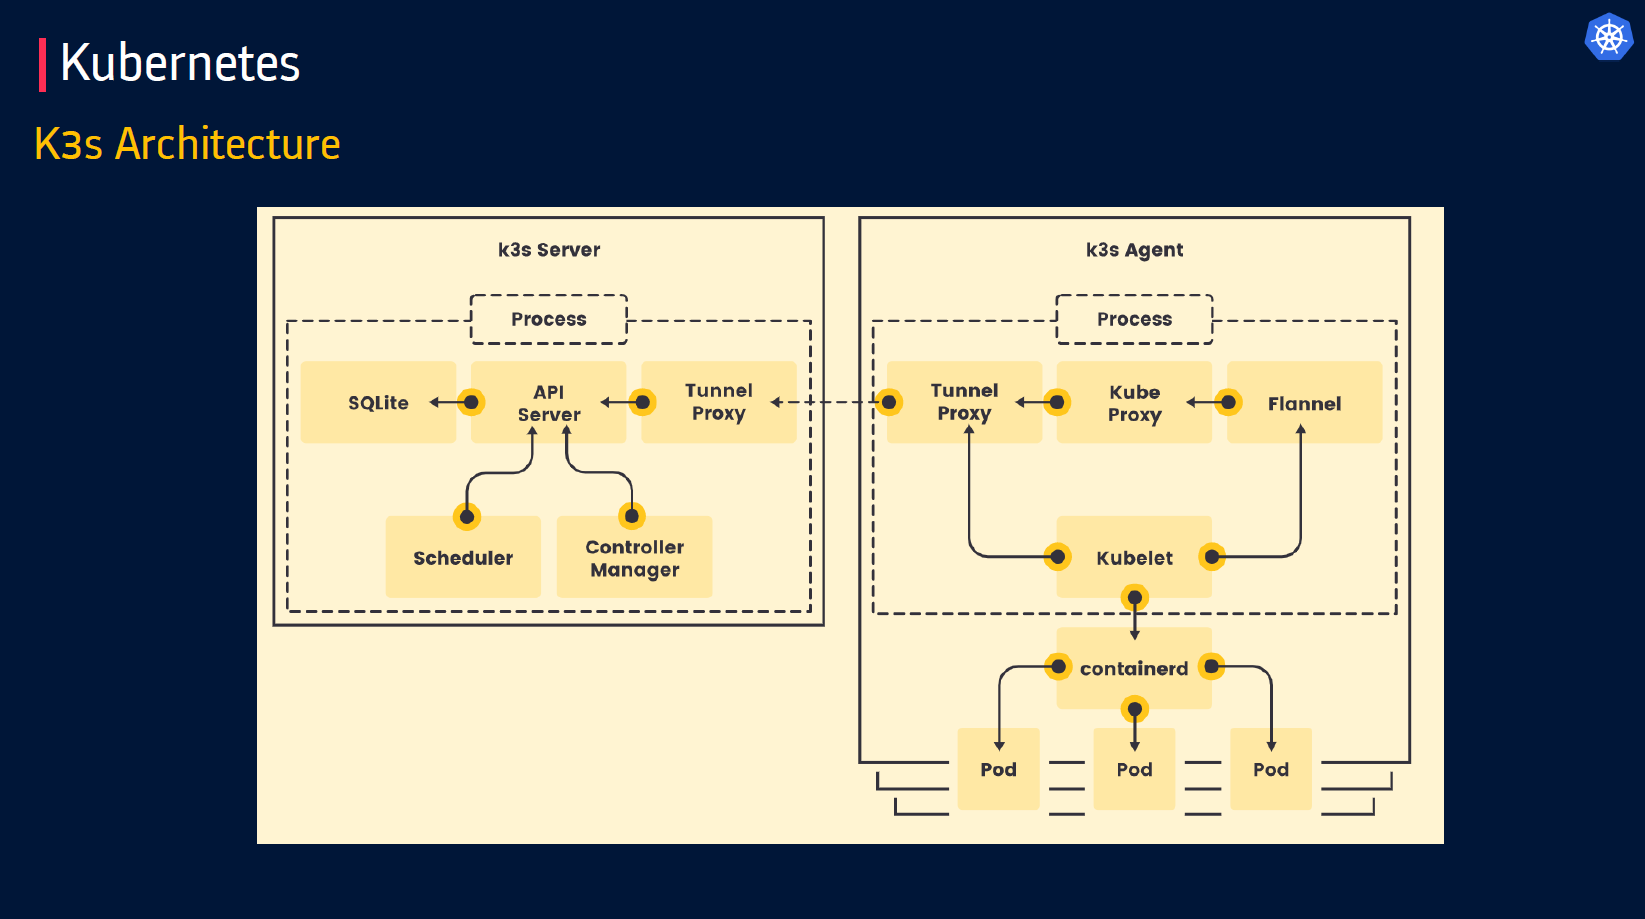 Kubernetes
K3s Architecture
k3s Server
Process
SQLite
API
Server
Tunnel
Proxy
Scheduler
Controller
Manager
k3s Agent
Process
Tunnel
Proxy
Kube
Proxy
Flannel
Kubelet
containerd
Pod
Pod
Pod